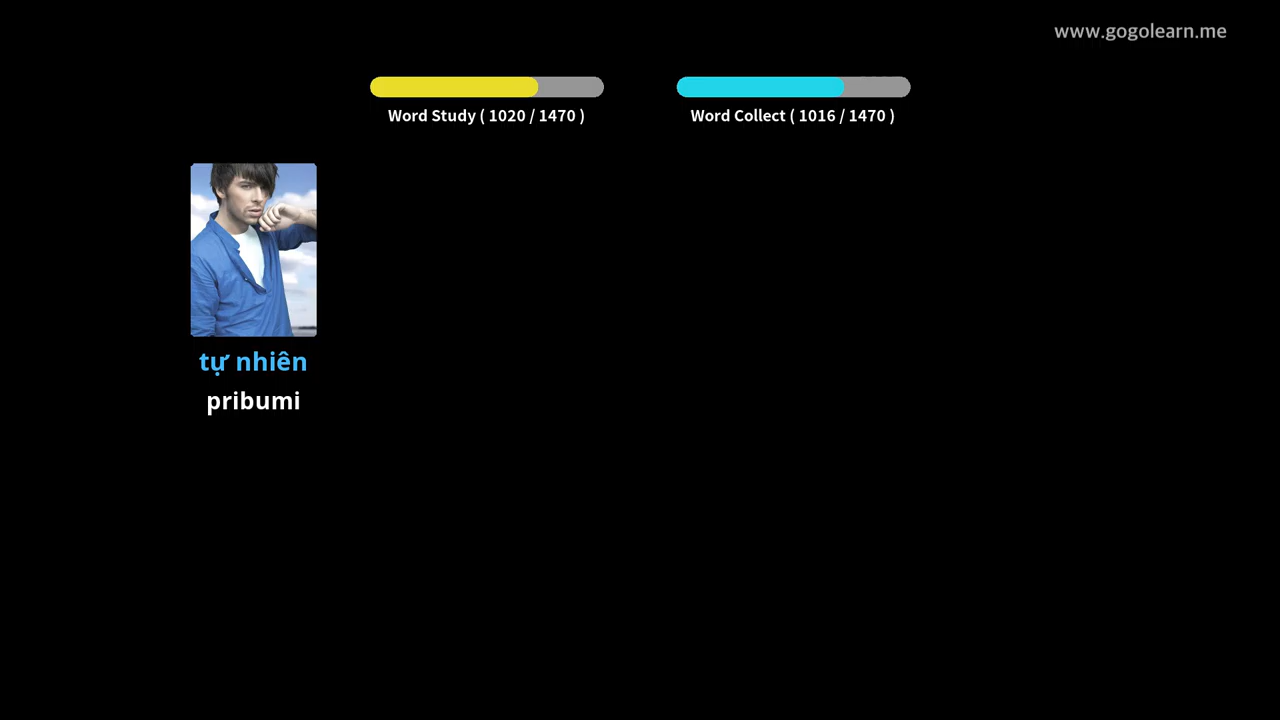 www.gogolearn.me
Word Study ( 1020 / 1470 )
Word Collect ( 1016 / 1470 )
tự nhiên
pribumi